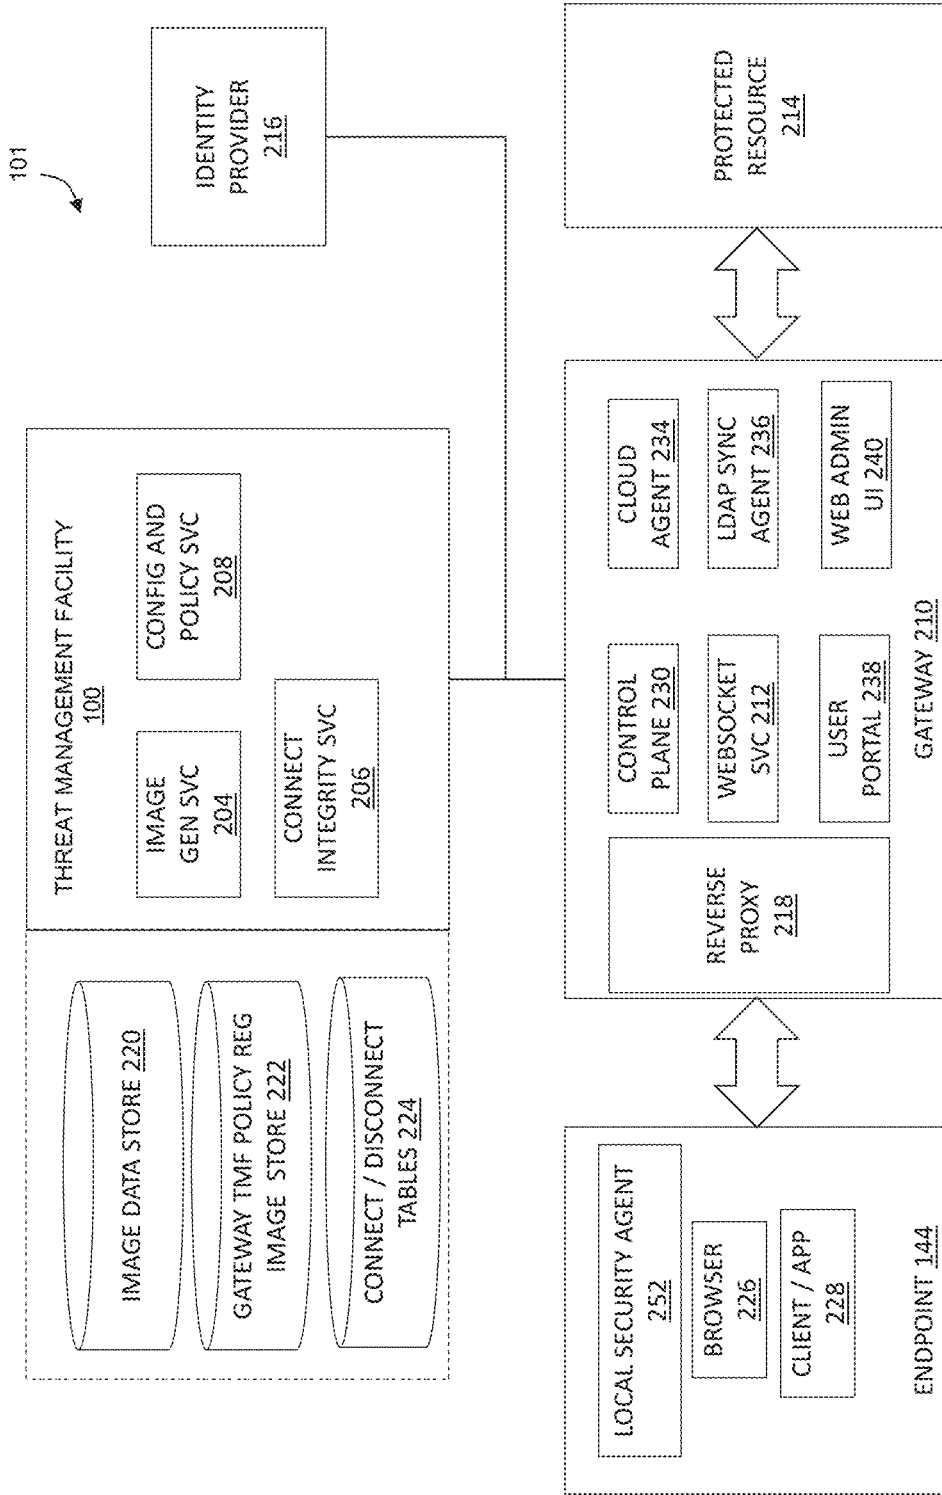 101
IMAGE DATA STORE 220
GATEWAY TMF POLICY REG
IMAGE STORE 222
CONNECT / DISCONNECT
TABLES 224
THREAT MANAGEMENT FACILITY
100
IMAGE
GEN SVC
204
CONFIG AND
POLICY SVC
208
CONNECT
INTEGRITY SVC
206
IDENTITY
PROVIDER
216
LOCAL SECURITY AGENT
252
BROWSER
226
CLIENT / APP
228
ENDPOINT 144
REVERSE
PROXY
218
CONTROL
PLANE 230
CLOUD
AGENT 234
WEBSOCKET
SVC 212
LDAP SYNC
AGENT 236
USER
PORTAL 238
WEB ADMIN
UI 240
GATEWAY 210
PROTECTED
RESOURCE
214